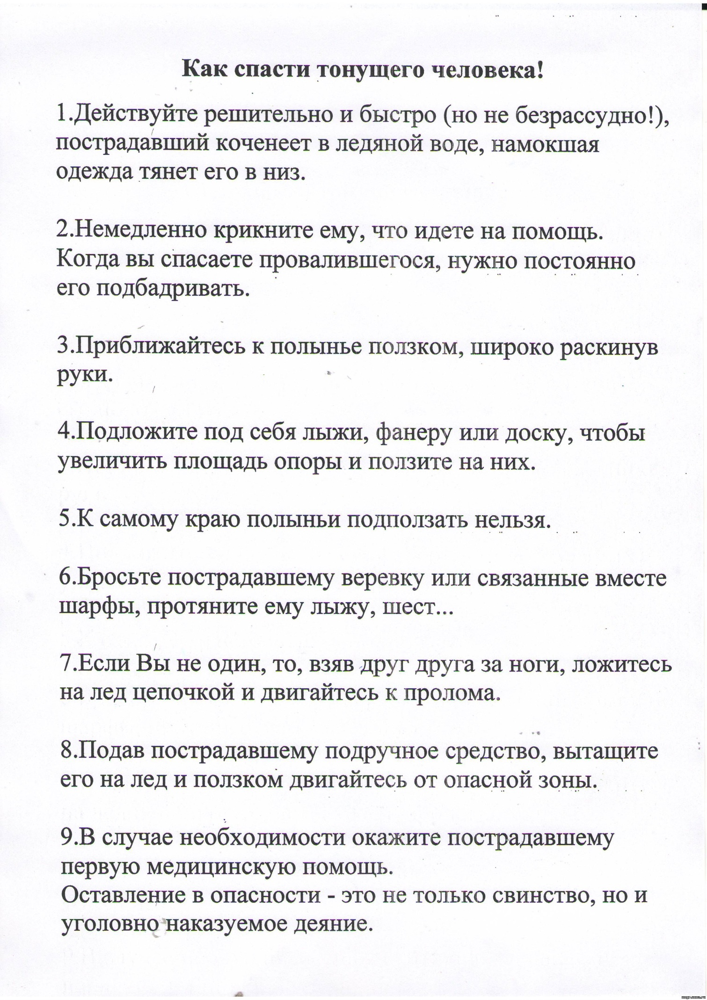 Как спасти тонущего человека!
1.Действуйте решительно и быстро (но не безрассудно!),
пострадавший коченеет в ледяной воде, намокшая
одежда тянет его в низ.
2.Немедленно крикните ему, что идете на помощь.
Когда вы спасаете провалившегося, нужно постоянно
его подбадривать.
3.Приближайтесь к полынье ползком, широко раскинув
руки.
4.Подложите под себя лыжи, фанеру или доску, чтобы
увеличить площадь опоры и ползите на них.
5.К самому краю полыньи подползать нельзя.
6.Бросьте пострадавшему веревку или связанные вместе
шарфы, протяните ему лыжу, шест...
7.Если Вы не один, то, взяв друг друга за ноги, ложитесь
на лед цепочкой и двигайтесь к пролома.
8.Подав пострадавшему подручное средство, вытащите
его на лед и ползком двигайтесь от опасной зоны.
9.В случае необходимости окажите пострадавшему
первую медицинскую помощь.
Оставление в опасности - это не только свинство, но и
уголовно наказуемое деяние.
uogr.ucoz.ru